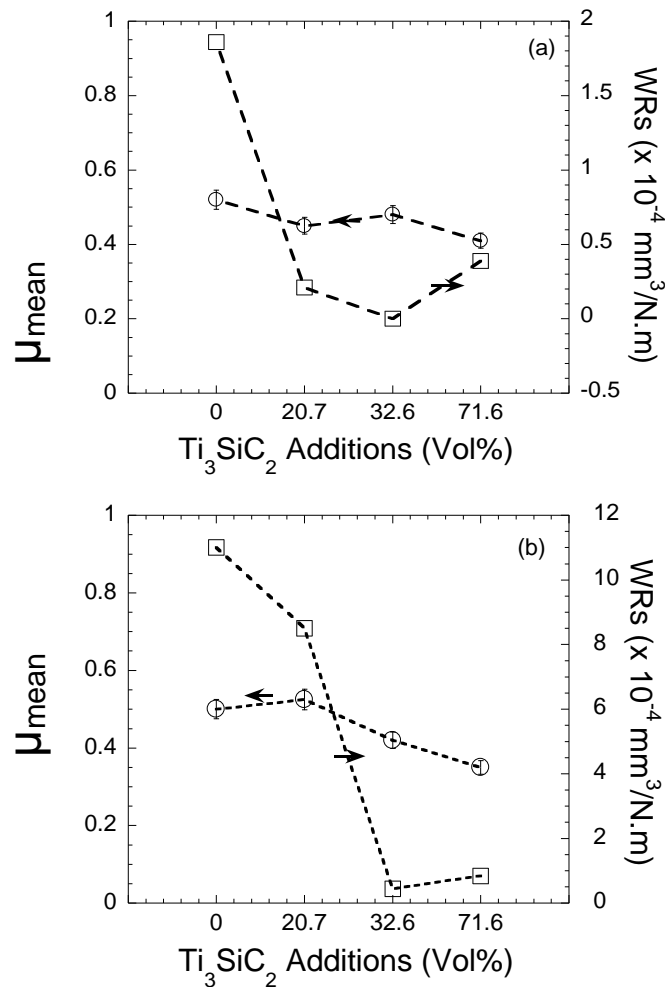 (a)
1
0.8
0.6
0.4
0.2
0
μmean
2
1.5
1
0.5
0
-0.5
WRs (x 10⁻⁴ mm³/N.m)
0 20.7 32.6 71.6
Ti₃SiC₂ Additions (Vol%)
(b)
1
0.8
0.6
0.4
0.2
0
μmean
12
10
8
6
4
2
0
WRs (x 10⁻⁴ mm³/N.m)
0 20.7 32.6 71.6
Ti₃SiC₂ Additions (Vol%)